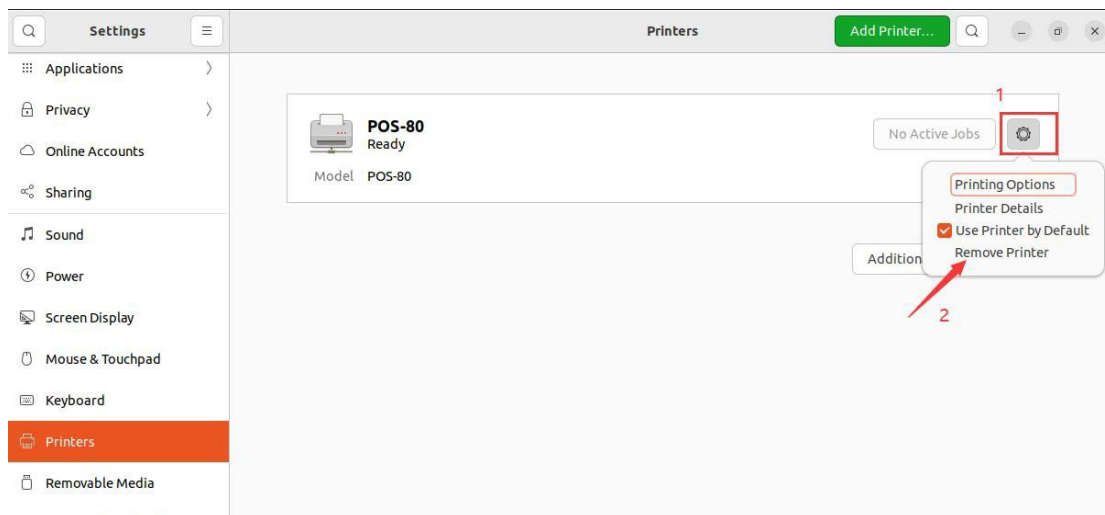 Settings
Printers
Add Printer...
Applications
Privacy
Online Accounts
Sharing
Sound
Power
Screen Display
Mouse & Touchpad
Keyboard
Printers
Removable Media
1
POS-80
Ready
No Active Jobs
Model POS-80
Printing Options
Printer Details
Use Printer by Default
Remove Printer
Addition
2